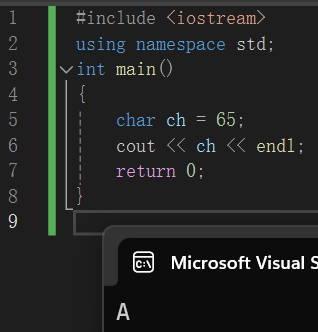 1 #include <iostream>
2 using namespace std;
3 int main()
4 {
5 char ch = 65;
6 cout << ch << endl;
7 return 0;
8 }
9
C:\ Microsoft Visual S
A